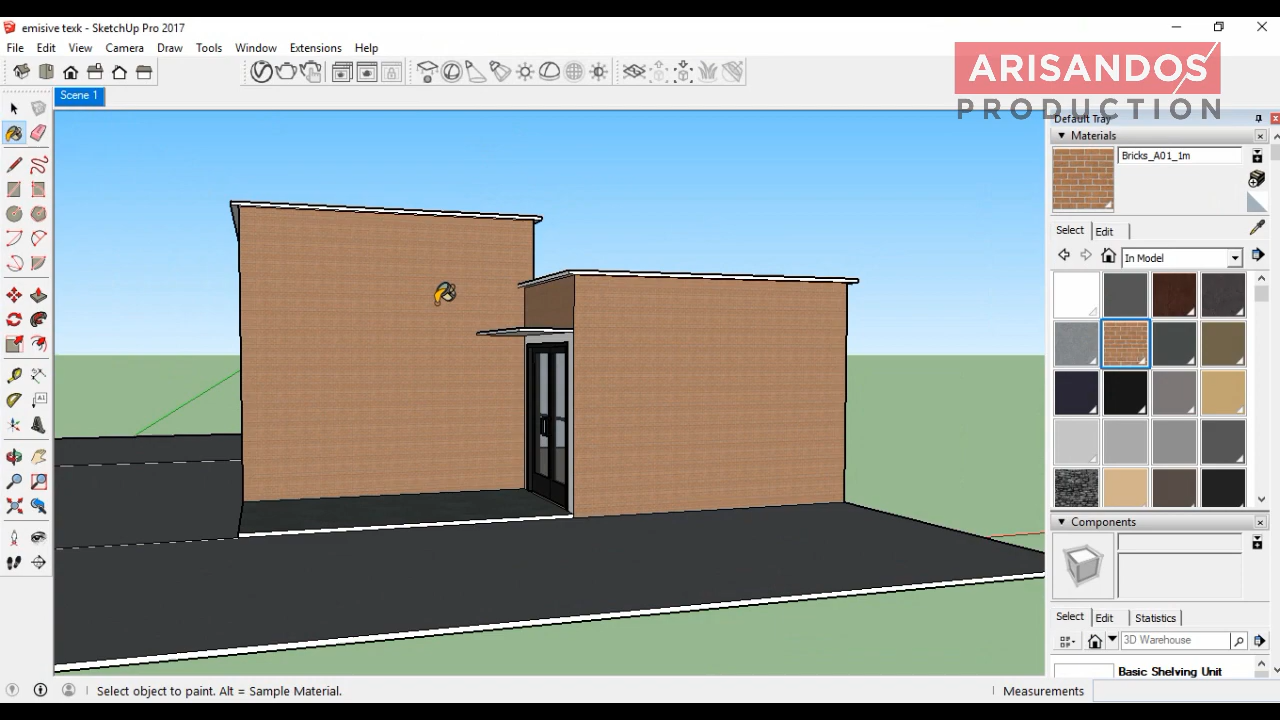 emisive texk - SketchUp Pro 2017
File Edit View Camera Draw Tools Window Extensions Help
ARISANDOS
PRODUCTION
Scene 1
Default Tray
Materials
Bricks_A01_1m
Select Edit
In Model
A1
Components
Select Edit Statistics
3D Warehouse
Basic Shelving Unit
Select object to paint. Alt = Sample Material.
Measurements